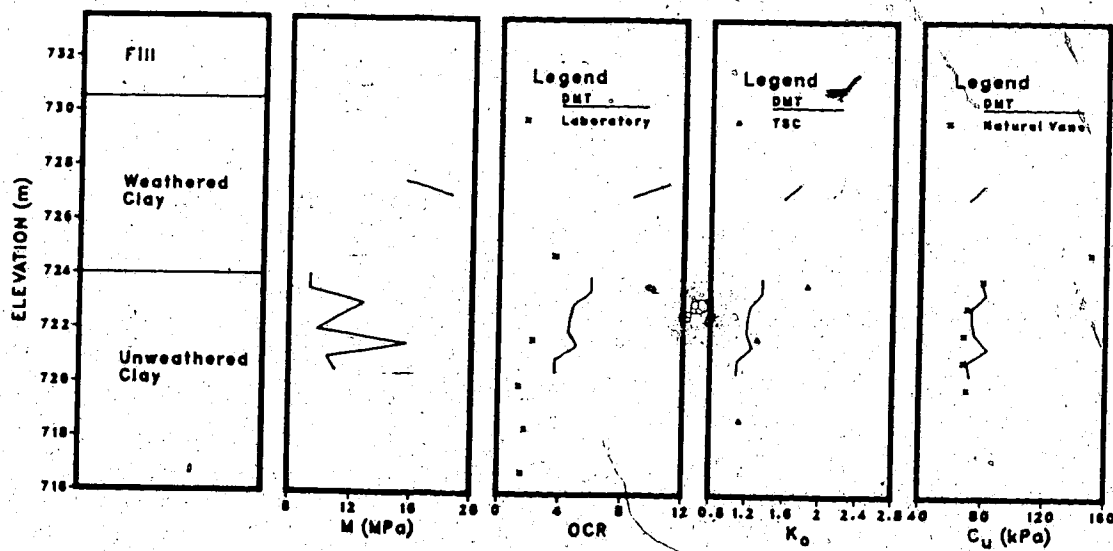 ELEVATION (m)
732
730
728
726
724
722
720
718
716
Fill
Weathered
Clay
Unweathered
Clay
8
12
16
20
M (MPa)
Legend
DMT
Laboratory
0
4
8
12
OCR
Legend
DMT
TSC
0.8
1.2
1.6
2
2.4
2.8
Ko
Legend
DMT
Natural Vane
40
80
120
160
Cu (kPa)